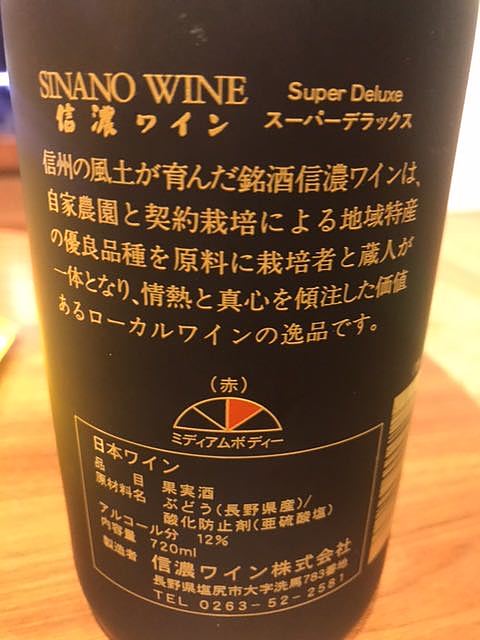 SINANO WINE Super Deluxe
信濃ワイン スーパーデラックス
信州の風土が育んだ銘酒信濃ワインは、
自家農園と契約栽培による地域特産
の優良品種を原料に栽培者と蔵人が
一体となり、情熱と真心を傾注した価値
あるローカルワインの逸品です。
(赤)
ミディアムボディー
日本ワイン
品目 果実酒
原材料名 ぶどう(長野県産)/
酸化防止剤(亜硫酸塩)
アルコール分 12%
内容量 720ml
製造者 信濃ワイン株式会社
長野県塩尻市大字洗馬783番地
TEL 0263-52-2581